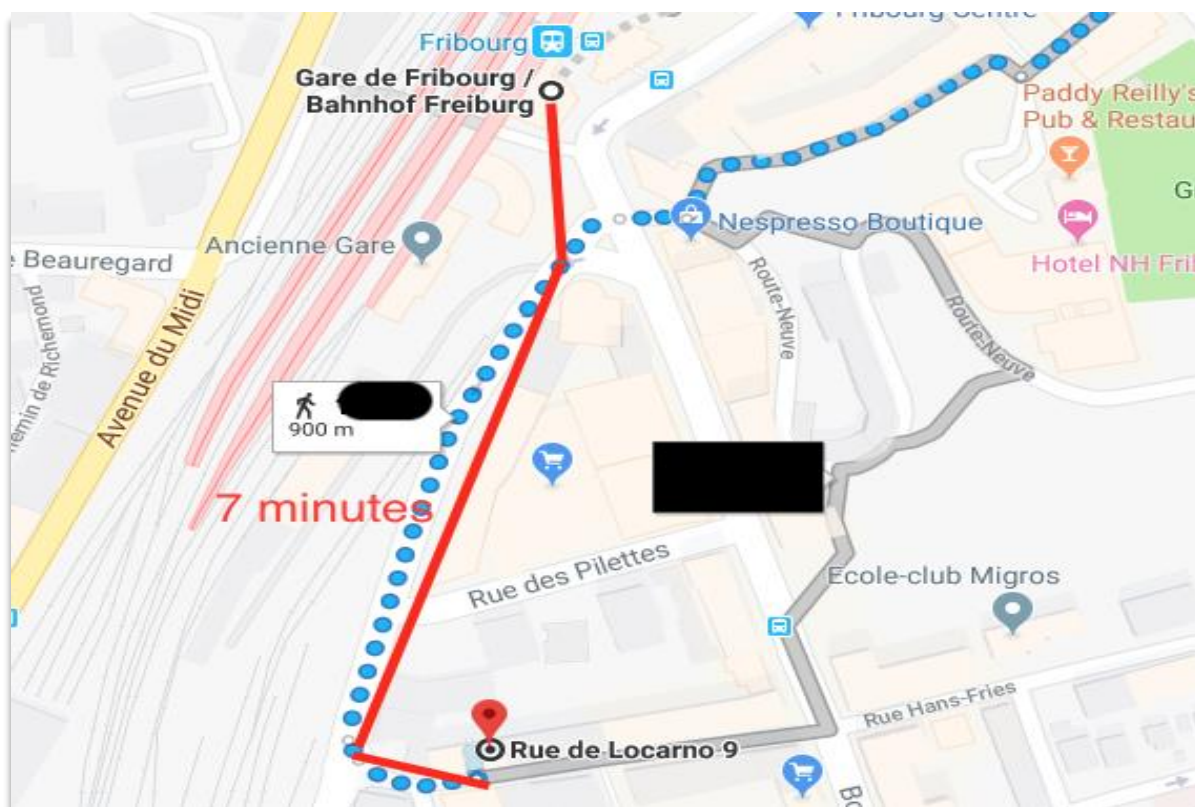 Fribourg Centre
Fribourg
Gare de Fribourg /
Bahnhof Freiburg
Paddy Reilly's
Pub & Restau
G
Nespresso Boutique
Ancienne Gare
Beauregard
Hotel NH Frib
Route-Neuve
Route-Neuve
Avenue du Midi
hemin de Richemond
900 m
7 minutes
Rue des Pilettes
Ecole-club Migros
Rue Hans-Fries
Rue de Locarno 9
Bo